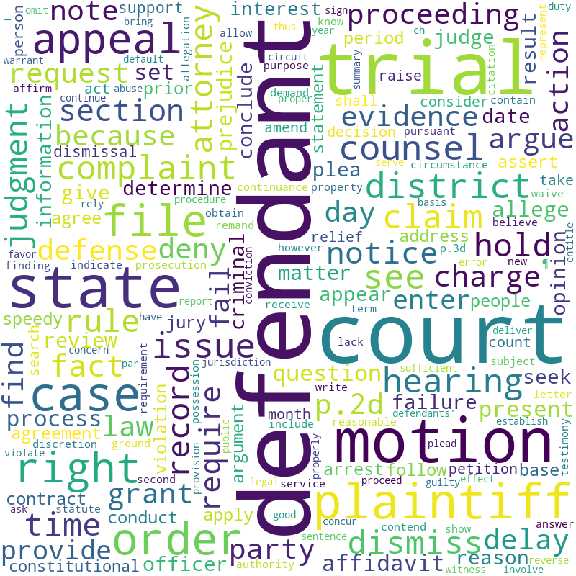 omit bring default support interest know sign ch duty
person warrant note attorney allegation allow year citation represent
affirm abuse circuit thus purpose proceeding
appeal trial
request set judge result action
continue act prior prejudice conclude summary demand proper period raise shall contain
section evidence date
because statement amend consider decision pursuant
judgment information dismissal complaint determine counsel argue
rely procedure continuance property plea serve circumstance assert
give obtain remand district waive take
agree file relief day claim basis believe
favor finding indicate defense deny however notice address p.3d allege hold entitle
prosecution matter see error new ¶
state fail criminal conviction receive appear enter people charge opinion
speedy rule report term lack count deliver
concern have jury defendant court
search review par issue jurisdiction question hearing subject
find fact requirement possession write sufficient seek letter
case record require argument month p.2d failure present
process law violation provision public include defendants' reasonable establish
agreement discretion ground properly plead testimony
violate right second grant legal arrest follow petition base
contract statute apply service proceed guilty effect
ask conduct good concur contend show answer
time order party dismiss delay
provide officer sentence affidavit reason reverse
constitutional authority witness involve